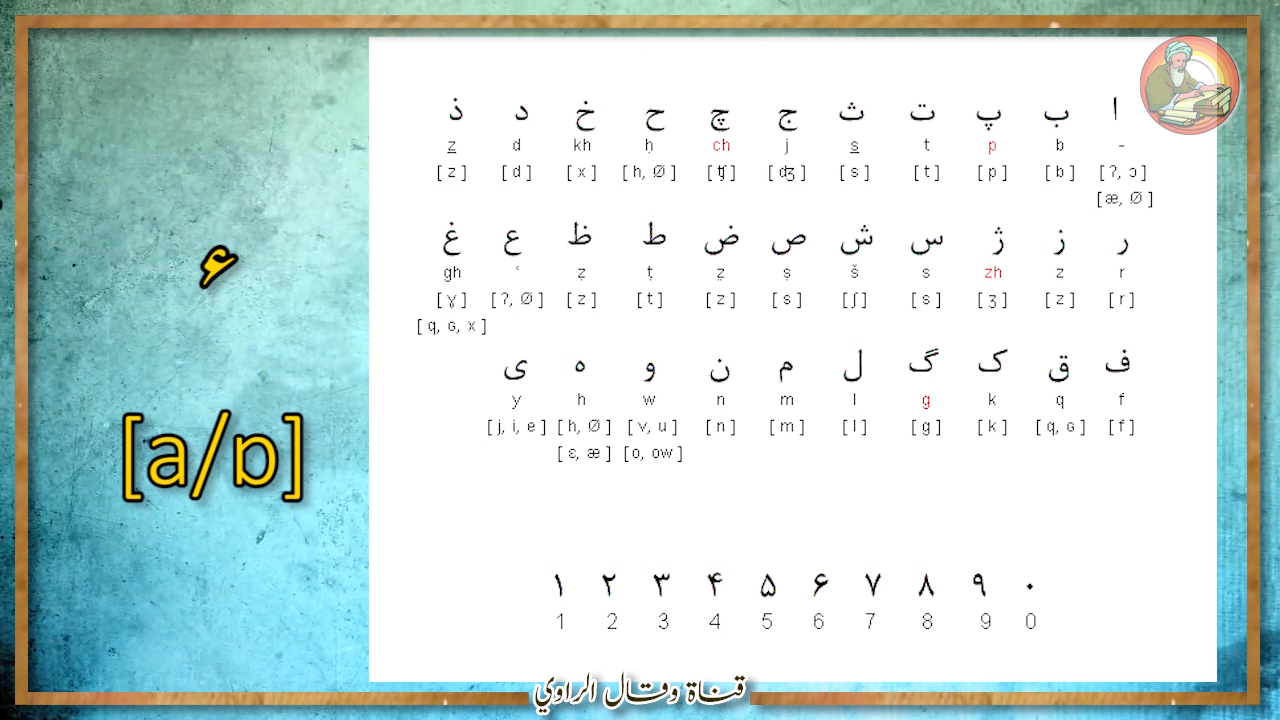 ا ب پ ت ث ج چ ح خ د ذ
- b p t s̲ j ch ḥ kh d z̲
[ʔ, ɔ] [b] [p] [t] [s] [ʤ] [ʧ] [h, Ø] [x] [d] [z]
[æ, Ø]
ر ز ژ س ش ص ض ط ظ ع غ
r z zh s š ṣ ẓ ṭ ẓ ʿ gh
[r] [z] [ʒ] [s] [ʃ] [s] [z] [t] [z] [ʔ, Ø] [ɣ]
[q, ɢ, x]
ف ق ک گ ل م ن و ه ی
f q k g l m n w h y
[f] [q, ɢ] [k] [g] [l] [m] [n] [v, u] [h, Ø] [j, i, e]
[o, ow] [ɛ, æ]
۱ ۲ ۳ ۴ ۵ ۶ ۷ ۸ ۹ ۰
1 2 3 4 5 6 7 8 9 0
۶
[a/ɒ]
قناة وقال الراوي